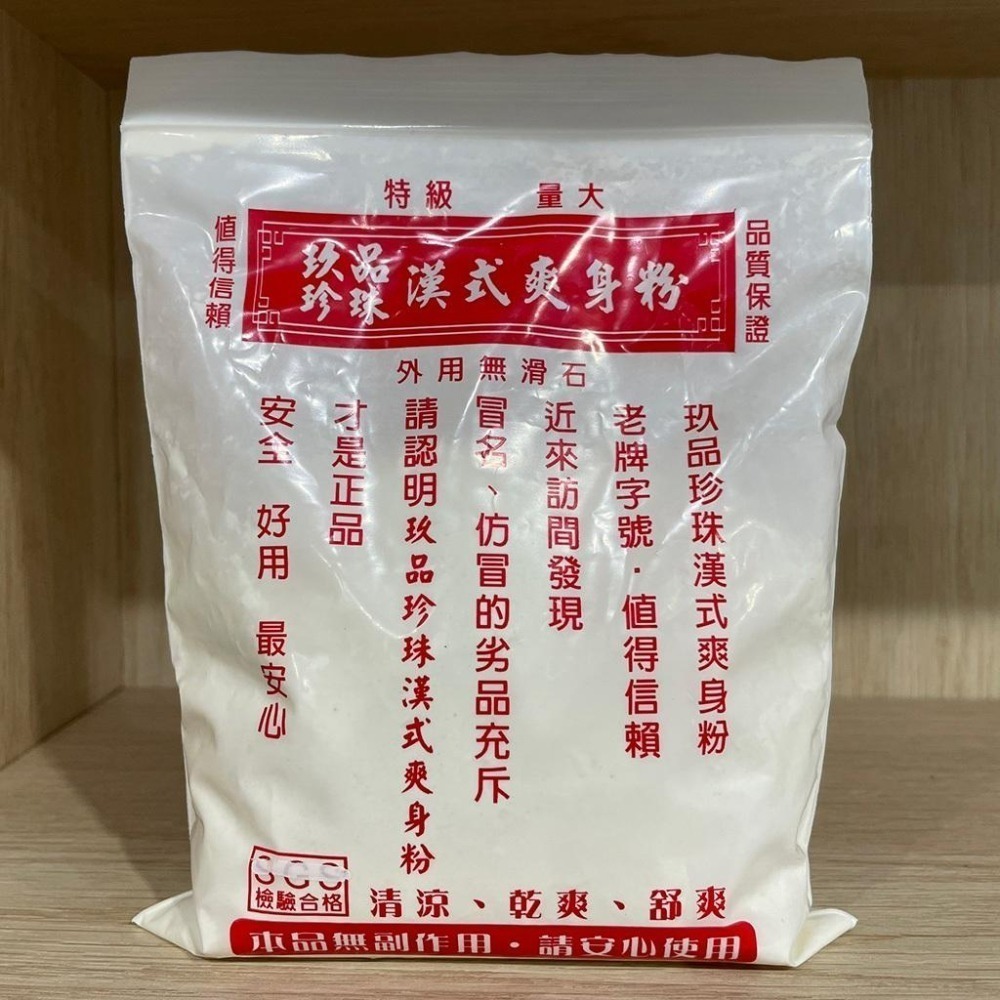 特級 量大
值得信賴
玖品珍珠漢式爽身粉
品質保證
外用無滑石
玖品珍珠漢式爽身粉
老牌字號．值得信賴
近來訪間發現
冒名、仿冒的劣品充斥
請認明玖品珍珠漢式爽身粉
才是正品
安全 好用 最安心
SGS
檢驗合格
清涼、乾爽、舒爽
本品無副作用・請安心使用